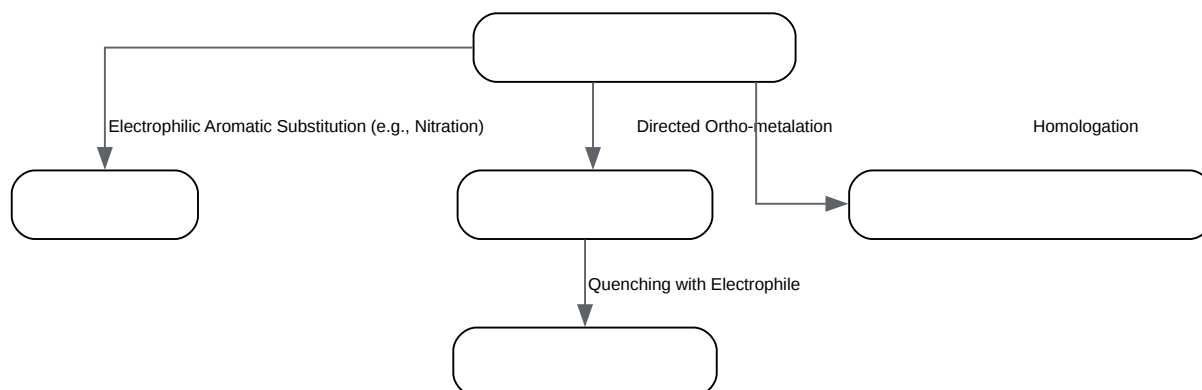 Electrophilic Aromatic Substitution (e.g., Nitration)
Directed Ortho-metalation
Homologation
Quenching with Electrophile